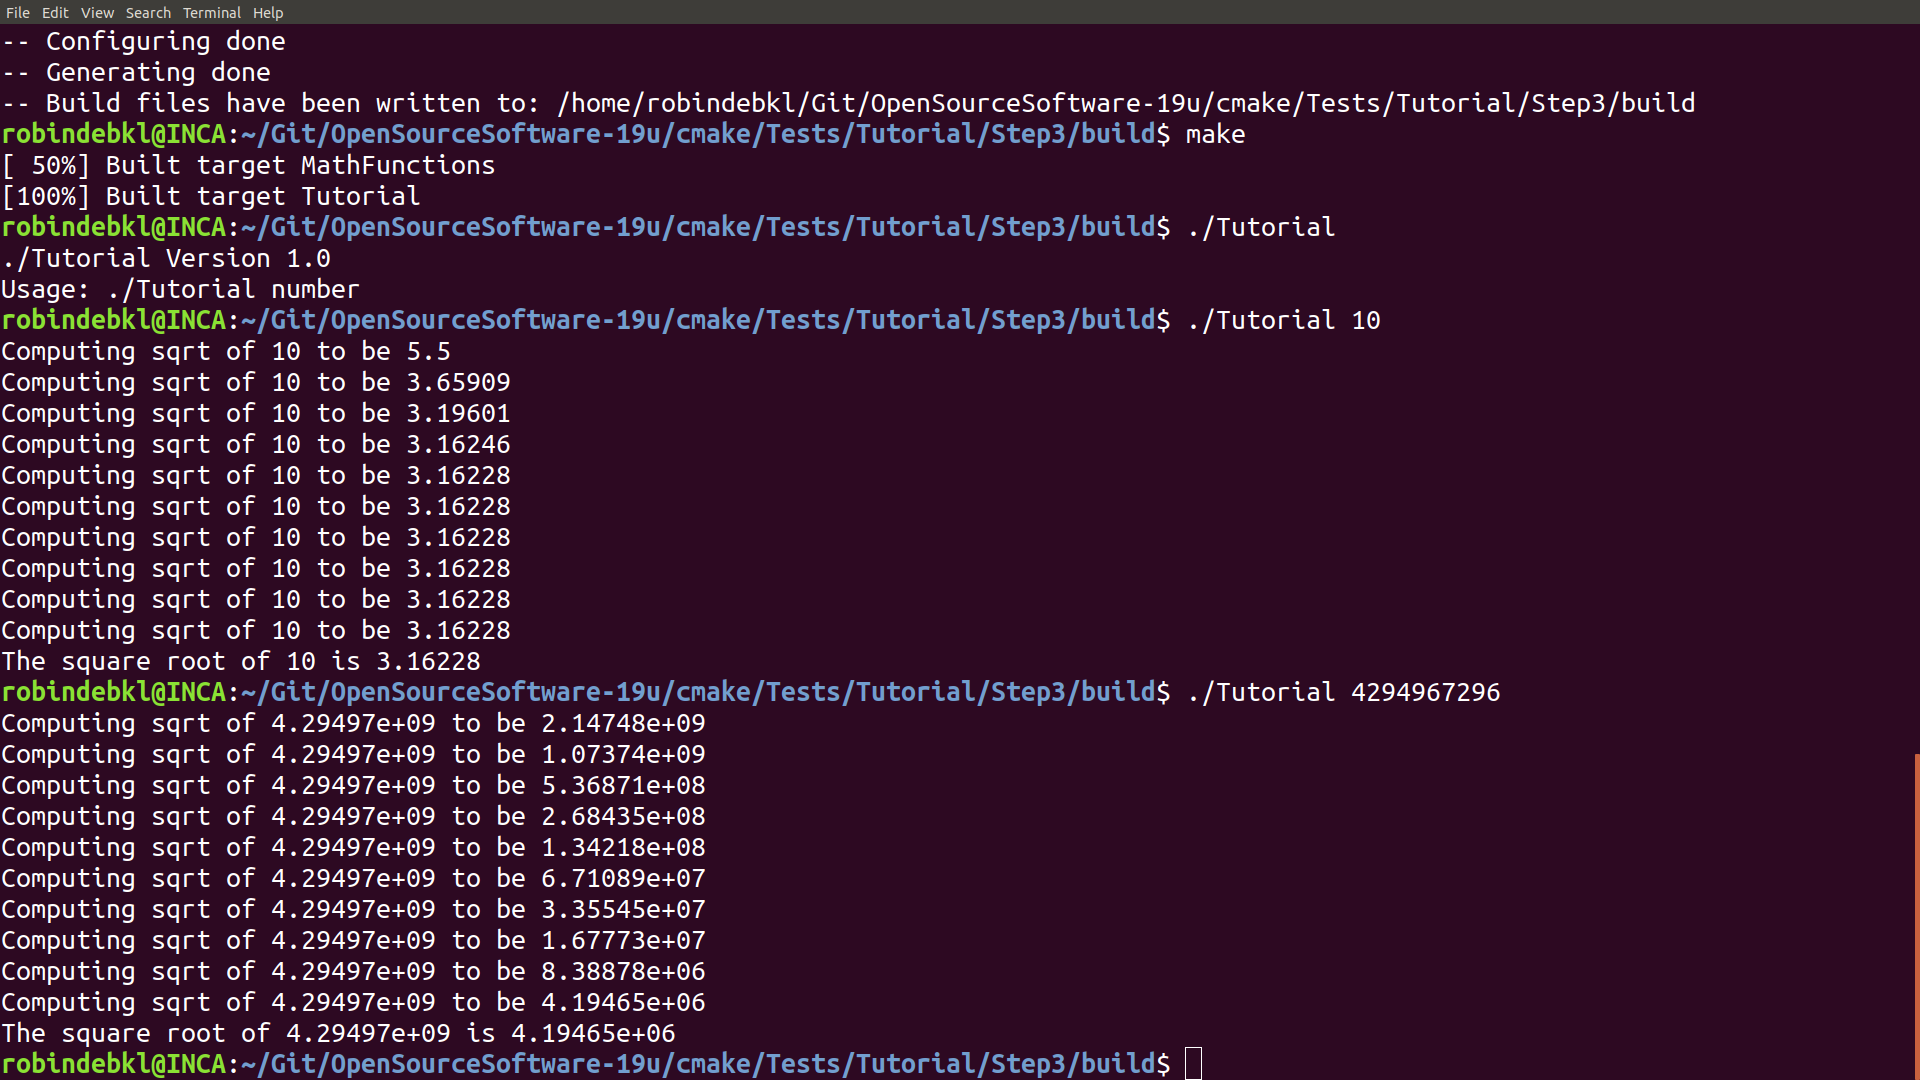 File Edit View Search Terminal Help
-- Configuring done
-- Generating done
-- Build files have been written to: /home/robindebkl/Git/OpenSourceSoftware-19u/cmake/Tests/Tutorial/Step3/build
robindebkl@INCA:~/Git/OpenSourceSoftware-19u/cmake/Tests/Tutorial/Step3/build$ make
[ 50%] Built target MathFunctions
[100%] Built target Tutorial
robindebkl@INCA:~/Git/OpenSourceSoftware-19u/cmake/Tests/Tutorial/Step3/build$ ./Tutorial
./Tutorial Version 1.0
Usage: ./Tutorial number
robindebkl@INCA:~/Git/OpenSourceSoftware-19u/cmake/Tests/Tutorial/Step3/build$ ./Tutorial 10
Computing sqrt of 10 to be 5.5
Computing sqrt of 10 to be 3.65909
Computing sqrt of 10 to be 3.19601
Computing sqrt of 10 to be 3.16246
Computing sqrt of 10 to be 3.16228
Computing sqrt of 10 to be 3.16228
Computing sqrt of 10 to be 3.16228
Computing sqrt of 10 to be 3.16228
Computing sqrt of 10 to be 3.16228
Computing sqrt of 10 to be 3.16228
The square root of 10 is 3.16228
robindebkl@INCA:~/Git/OpenSourceSoftware-19u/cmake/Tests/Tutorial/Step3/build$ ./Tutorial 4294967296
Computing sqrt of 4.29497e+09 to be 2.14748e+09
Computing sqrt of 4.29497e+09 to be 1.07374e+09
Computing sqrt of 4.29497e+09 to be 5.36871e+08
Computing sqrt of 4.29497e+09 to be 2.68435e+08
Computing sqrt of 4.29497e+09 to be 1.34218e+08
Computing sqrt of 4.29497e+09 to be 6.71089e+07
Computing sqrt of 4.29497e+09 to be 3.35545e+07
Computing sqrt of 4.29497e+09 to be 1.67773e+07
Computing sqrt of 4.29497e+09 to be 8.38878e+06
Computing sqrt of 4.29497e+09 to be 4.19465e+06
The square root of 4.29497e+09 is 4.19465e+06
robindebkl@INCA:~/Git/OpenSourceSoftware-19u/cmake/Tests/Tutorial/Step3/build$